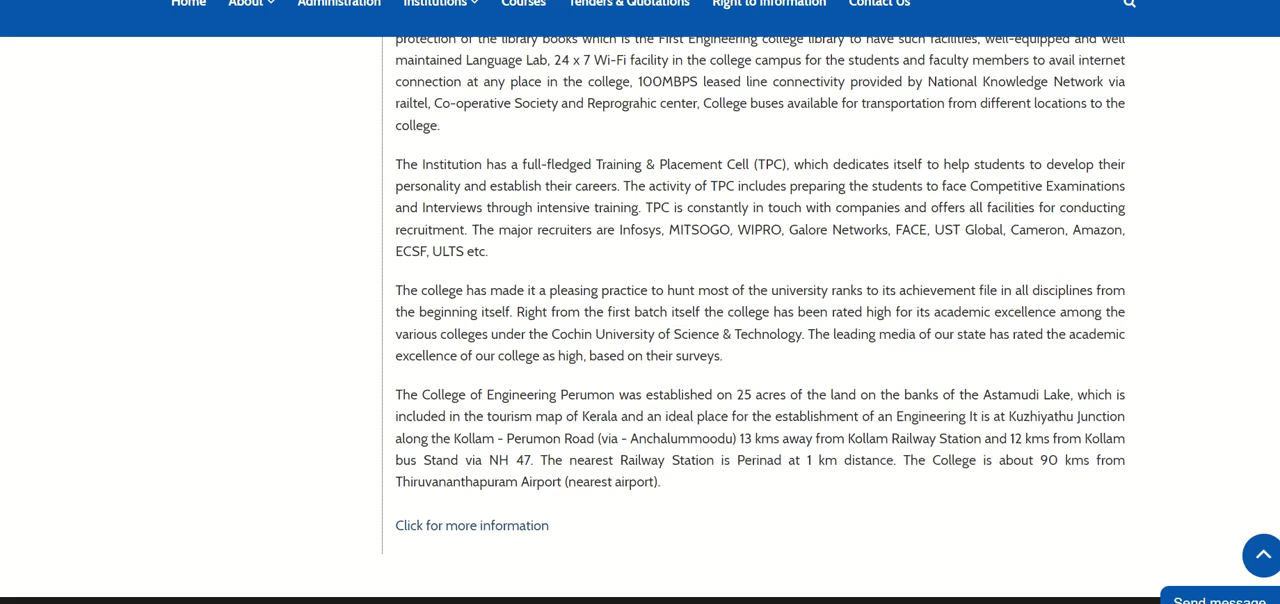 Home About Administration Institutions Courses Tenders & Quotations Right to Information Contact Us
protection of the library books which is the First Engineering college library to have such facilities, well-equipped and well
maintained Language Lab, 24 x 7 Wi-Fi facility in the college campus for the students and faculty members to avail internet
connection at any place in the college, 100MBPS leased line connectivity provided by National Knowledge Network via
railtel, Co-operative Society and Reprograhic center, College buses available for transportation from different locations to the
college.
The Institution has a full-fledged Training & Placement Cell (TPC), which dedicates itself to help students to develop their
personality and establish their careers. The activity of TPC includes preparing the students to face Competitive Examinations
and Interviews through intensive training. TPC is constantly in touch with companies and offers all facilities for conducting
recruitment. The major recruiters are Infosys, MITSOGO, WIPRO, Galore Networks, FACE, UST Global, Cameron, Amazon,
ECSF, ULTS etc.
The college has made it a pleasing practice to hunt most of the university ranks to its achievement file in all disciplines from
the beginning itself. Right from the first batch itself the college has been rated high for its academic excellence among the
various colleges under the Cochin University of Science & Technology. The leading media of our state has rated the academic
excellence of our college as high, based on their surveys.
The College of Engineering Perumon was established on 25 acres of the land on the banks of the Astamudi Lake, which is
included in the tourism map of Kerala and an ideal place for the establishment of an Engineering It is at Kuzhiyathu Junction
along the Kollam - Perumon Road (via - Anchalummoodu) 13 kms away from Kollam Railway Station and 12 kms from Kollam
bus Stand via NH 47. The nearest Railway Station is Perinad at 1 km distance. The College is about 90 kms from
Thiruvananthapuram Airport (nearest airport).
Click for more information
Send message